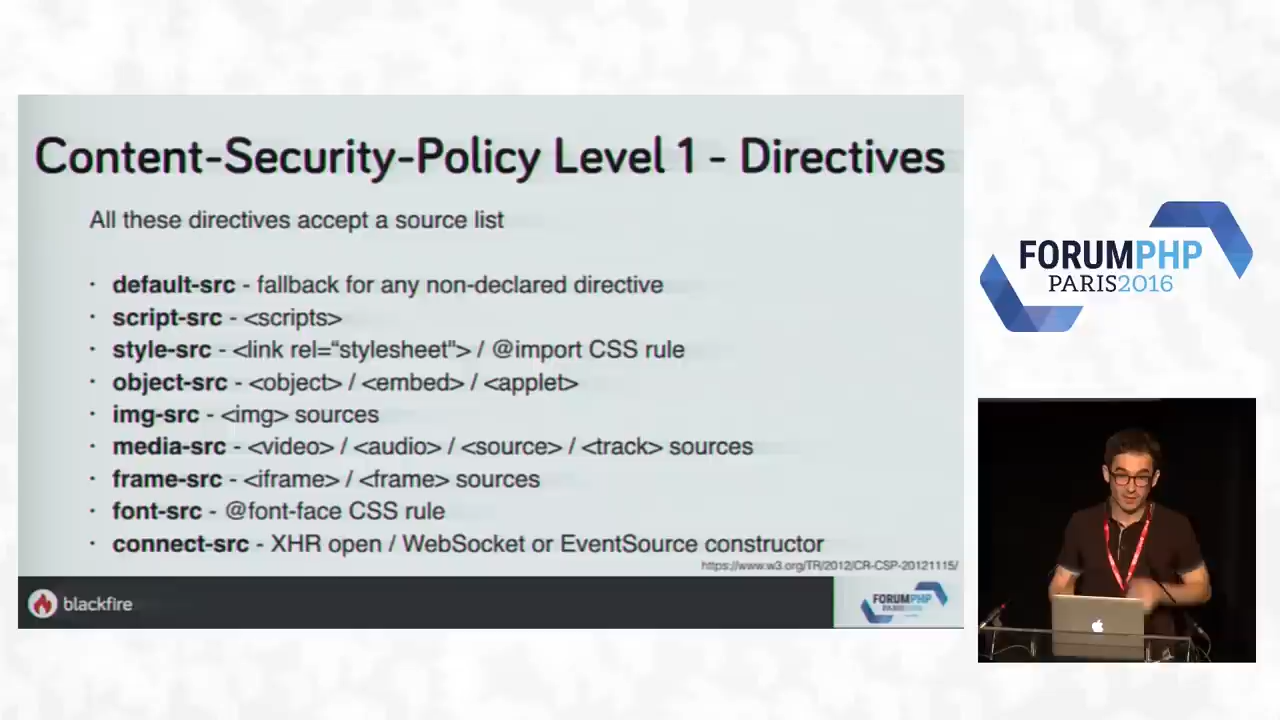 Content-Security-Policy Level 1 - Directives
All these directives accept a source list
· default-src - fallback for any non-declared directive
· script-src - <scripts>
· style-src - <link rel=“stylesheet"> / @import CSS rule
· object-src - <object> / <embed> / <applet>
· img-src - <img> sources
· media-src - <video> / <audio> / <source> / <track> sources
· frame-src - <iframe> / <frame> sources
· font-src - @font-face CSS rule
· connect-src - XHR open / WebSocket or EventSource constructor
https://www.w3.org/TR/2012/CR-CSP-20121115/
blackfire
FORUMPHP
PARIS2016
FORUMPHP
PARIS2016